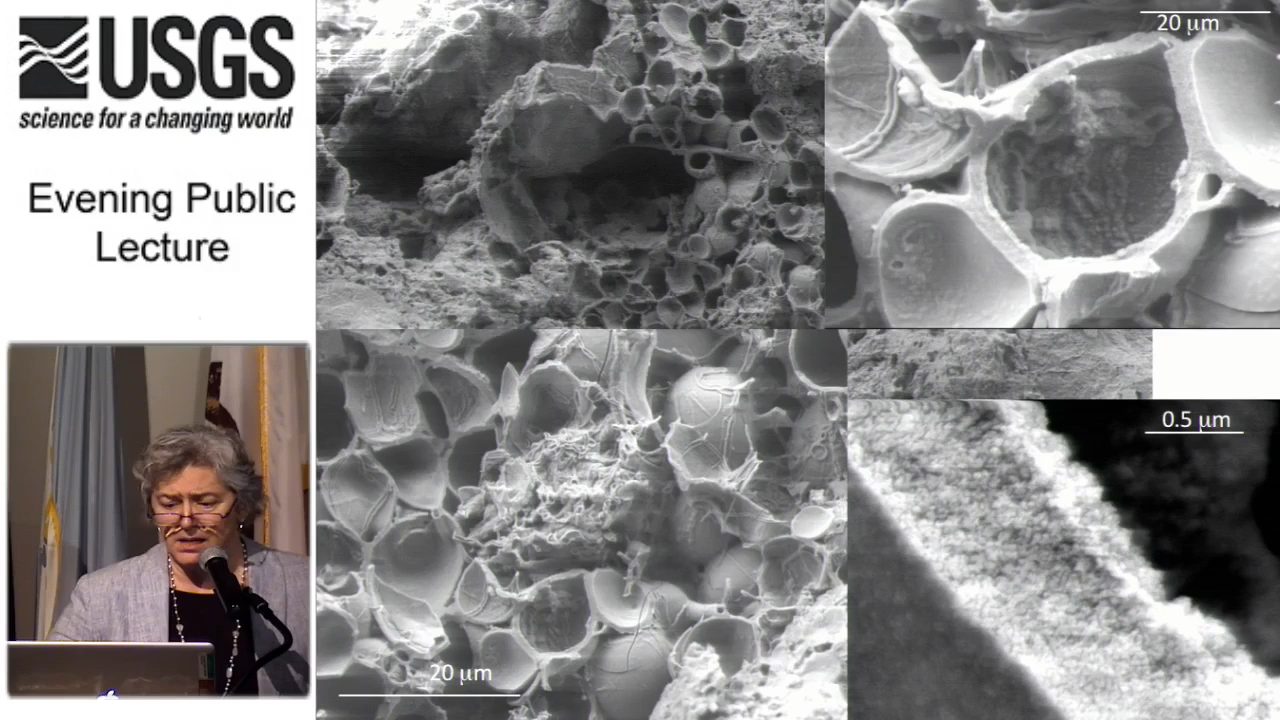 USGS
science for a changing world
Evening Public
Lecture
20 μm
20 μm
0.5 μm